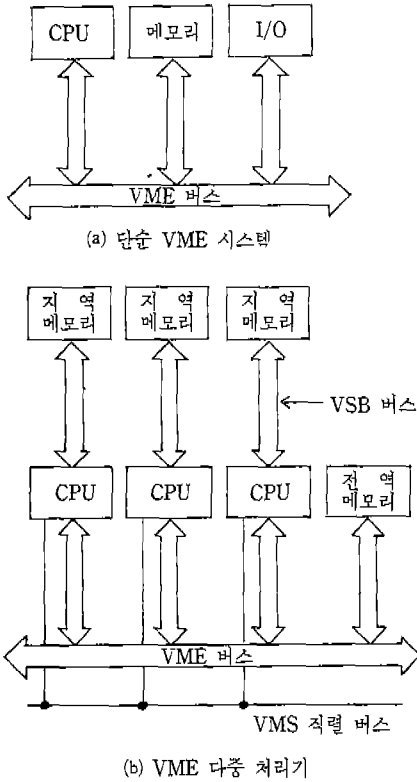 CPU 메모리 I/O
VME 버스
(a) 단순 VME 시스템
지 역 지 역 지 역
메모리 메모리 메모리
VSB 버스
CPU CPU CPU 전 역
메모리
VME 버스
VMS 직렬 버스
(b) VME 다중 처리기